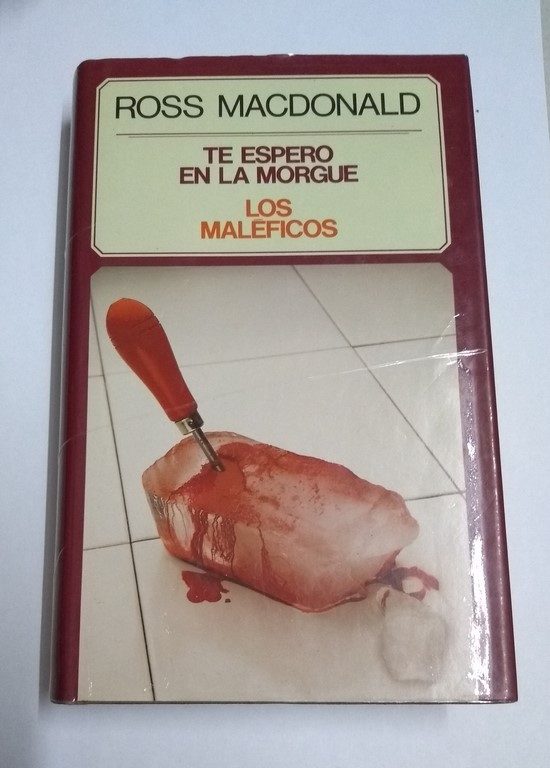 ROSS MACDONALD
TE ESPERO
EN LA MORGUE
LOS
MALÉFICOS